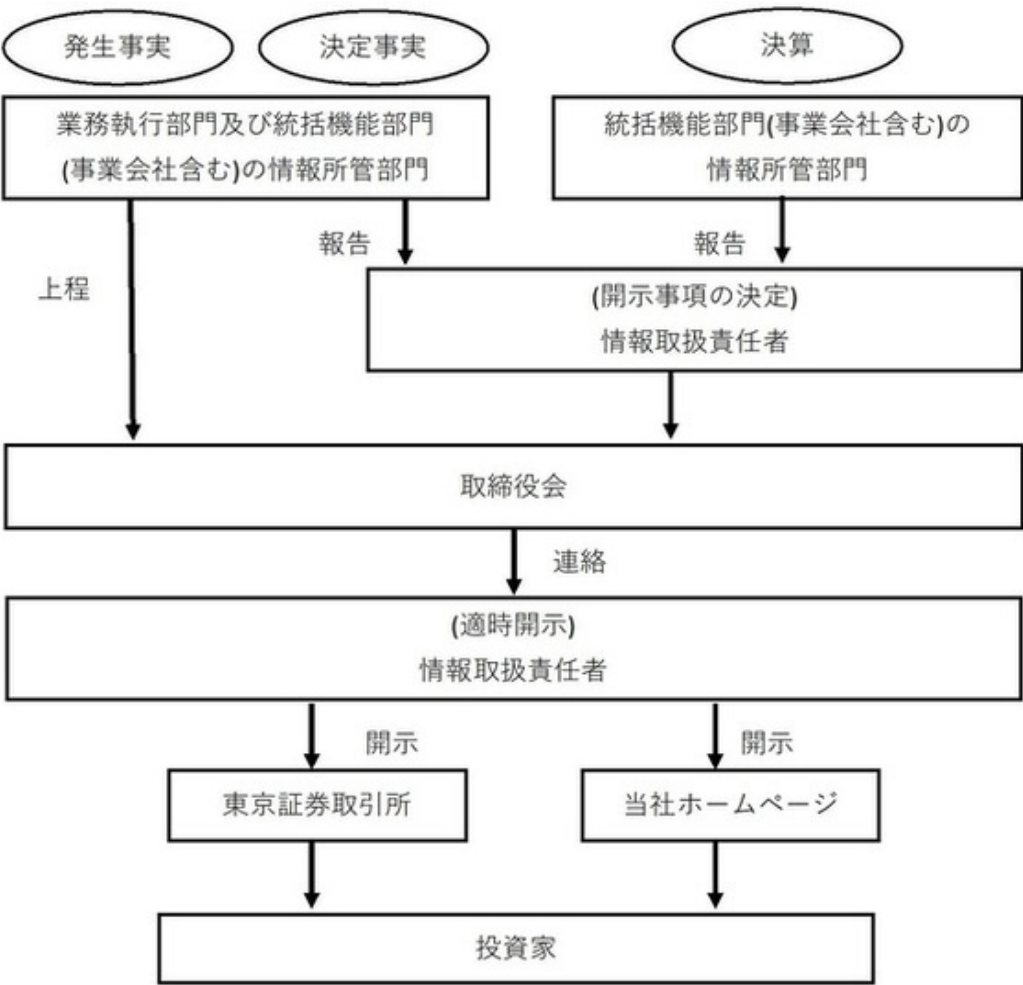 発生事実
決定事実
決算
業務執行部門及び統括機能部門
(事業会社含む)の情報所管部門
統括機能部門(事業会社含む)の
情報所管部門
報告
報告
上程
(開示事項の決定)
情報取扱責任者
取締役会
連絡
(適時開示)
情報取扱責任者
開示
開示
東京証券取引所
当社ホームページ
投資家